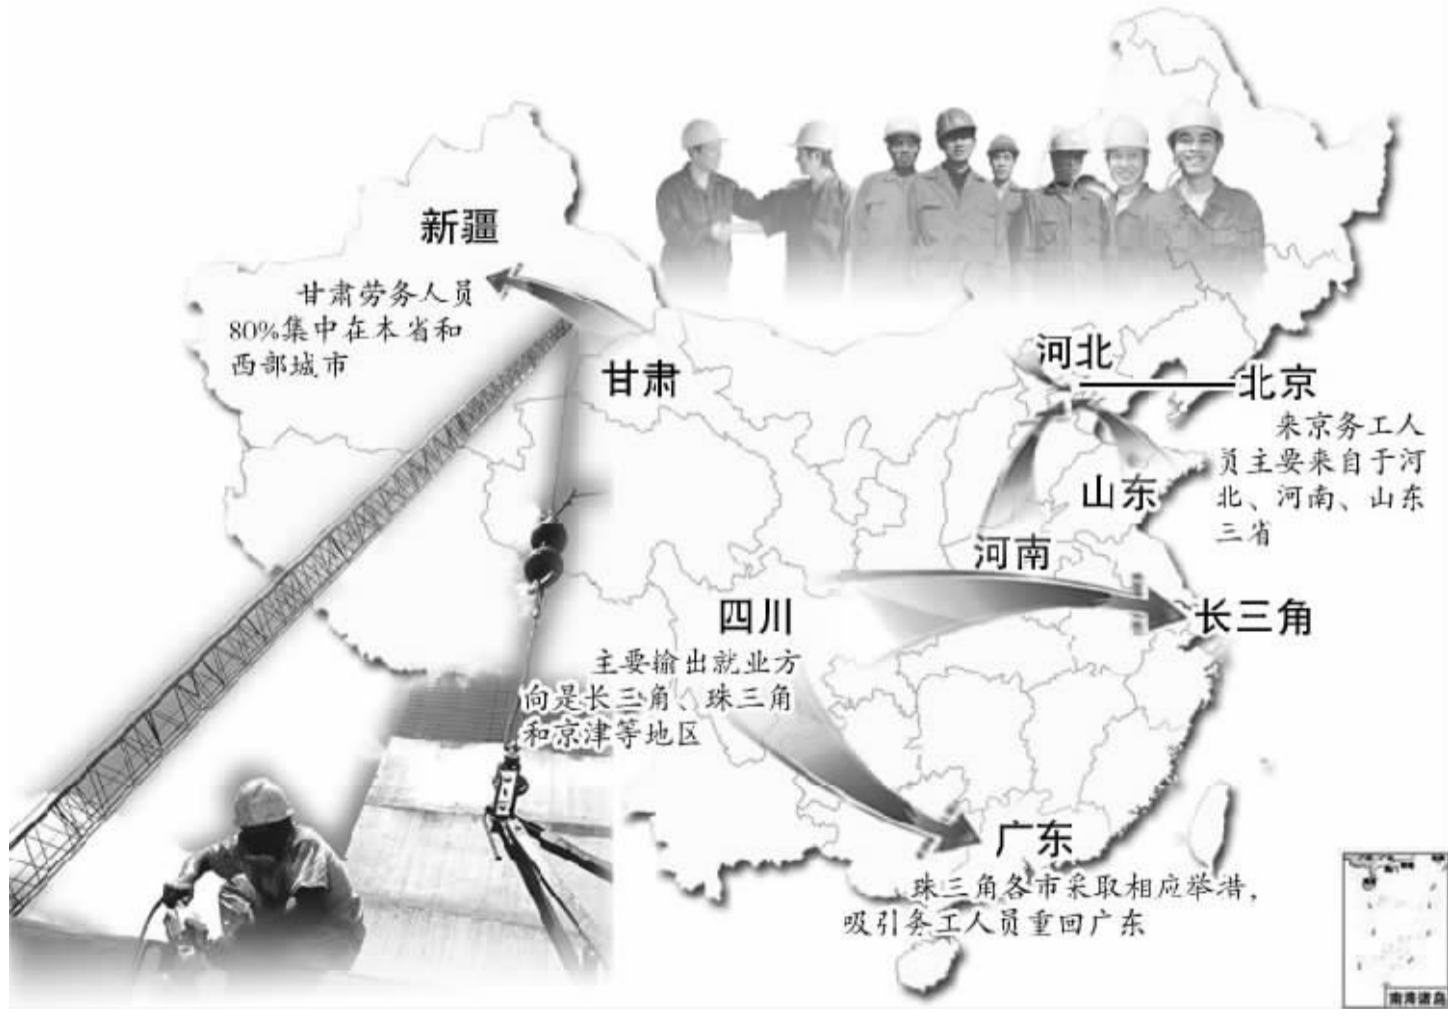 新疆
甘肃劳务人员
80%集中在本省和
西部城市
甘肃
河北
北京
来京务工人
员主要来自于河
北、河南、山东
三省
山东
河南
四川
长三角
主要输出就业方
向是长三角、珠三角
和京津等地区
广东
珠三角各市采取相应举措，
吸引务工人员重回广东
南海诸岛